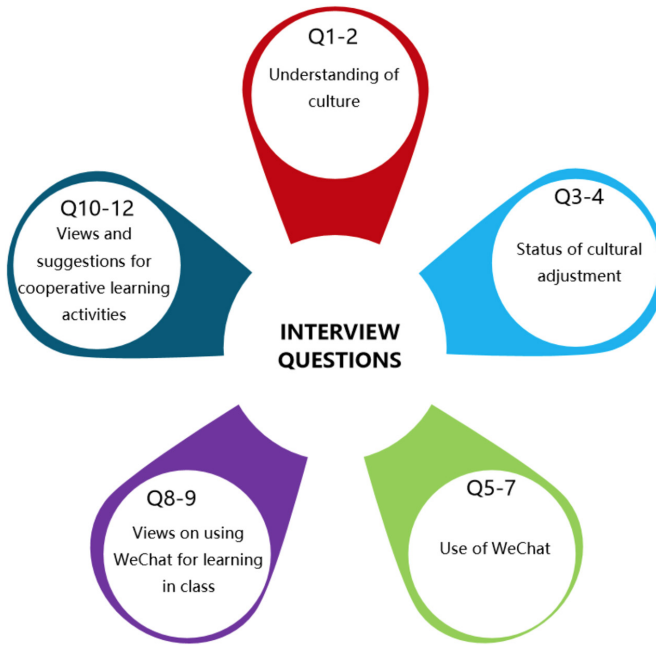 Q1-2
Understanding of
culture
Q3-4
Status of cultural
adjustment
Q5-7
Use of WeChat
Q8-9
Views on using
WeChat for learning
in class
Q10-12
Views and
suggestions for
cooperative learning
activities
INTERVIEW
QUESTIONS